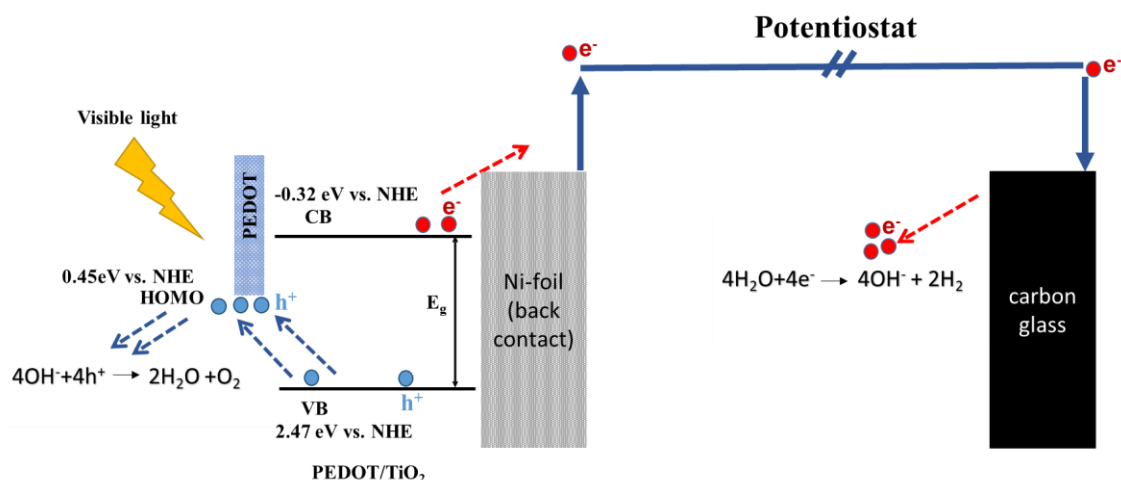 Potentiostat
e⁻
e⁻
Visible light
PEDOT
-0.32 eV vs. NHE
CB
e⁻
0.45eV vs. NHE
HOMO
h⁺
E_g
Ni-foil
(back
contact)
e⁻
4H₂O+4e⁻ → 4OH⁻ + 2H₂
carbon
glass
4OH⁻+4h⁺ → 2H₂O +O₂
VB
h⁺
2.47 eV vs. NHE
PEDOT/TiO₂